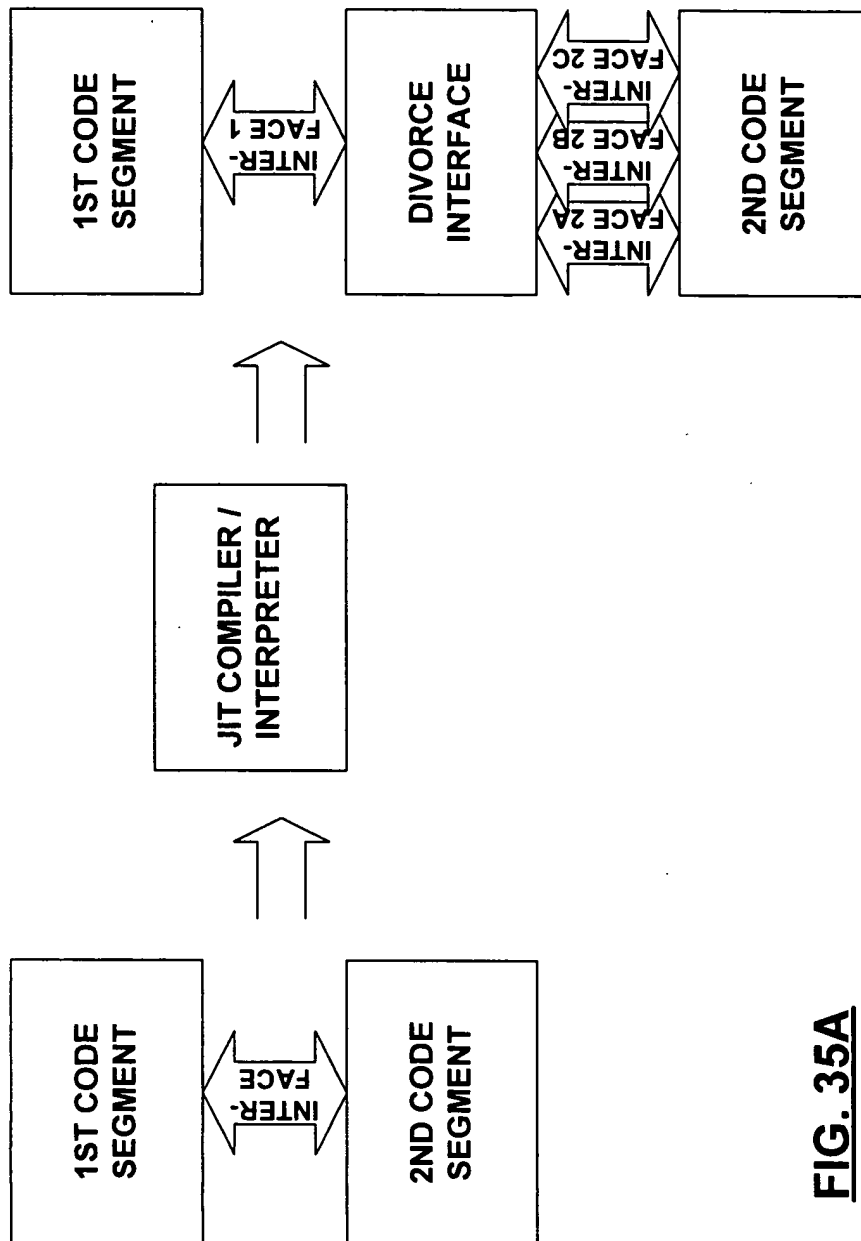 1ST CODE
SEGMENT
INTER-
FACE
2ND CODE
SEGMENT
JIT COMPILER /
INTERPRETER
1ST CODE
SEGMENT
INTER-
FACE 1
DIVORCE
INTERFACE
INTER-
FACE 2A
INTER-
FACE 2B
INTER-
FACE 2C
2ND CODE
SEGMENT
FIG. 35A